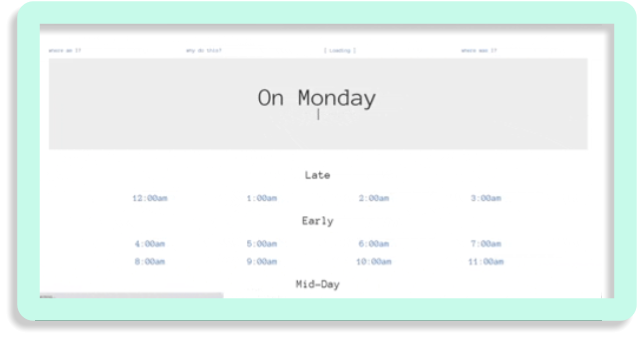 where am I? why do this? [ Loading ] where mam I?
On Monday
|
Late
12:00am 1:00am 2:00am 3:00am
Early
4:00am 5:00am 6:00am 7:00am
8:00am 9:00am 10:00am 11:00am
Mid-Day